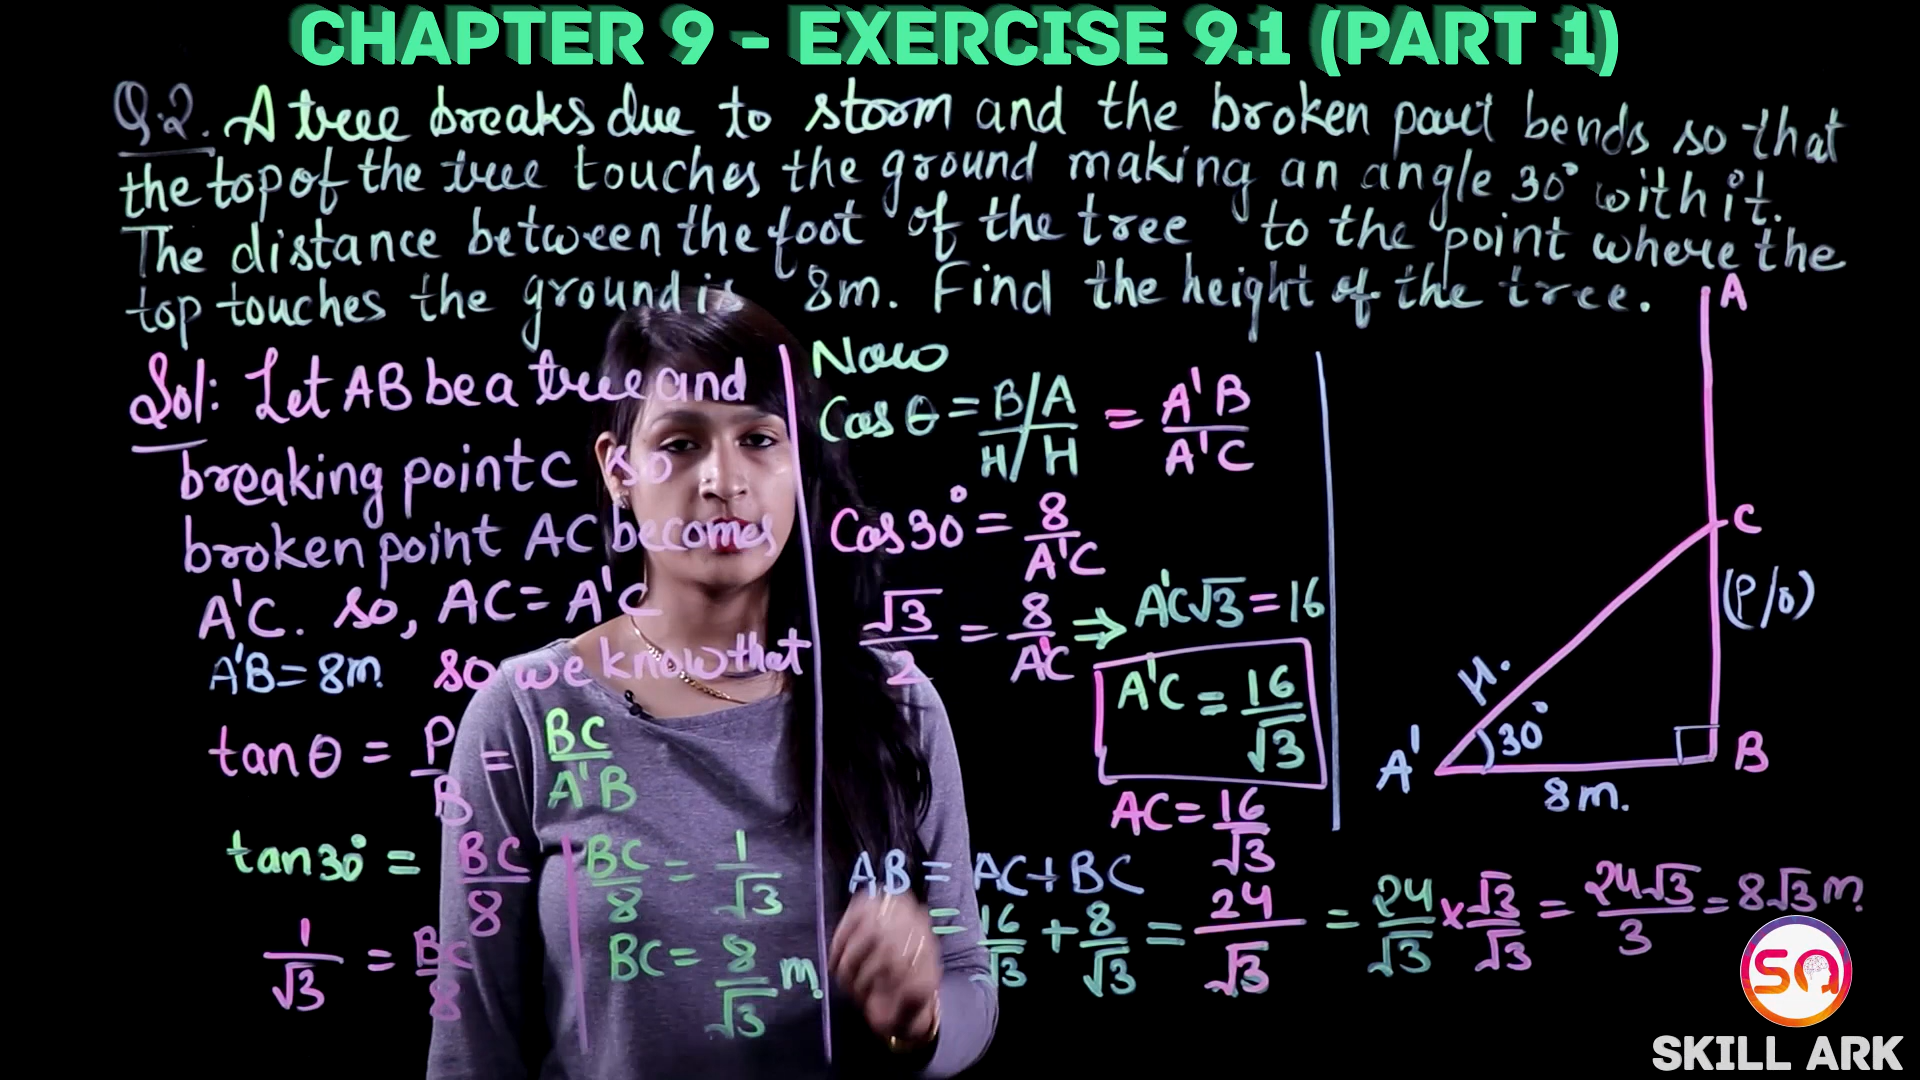 CHAPTER 9 - EXERCISE 9.1 (PART 1)
Q.2. A tree breaks due to storm and the broken part bends so that
the top of the tree touches the ground making an angle 30° with it.
The distance between the foot of the tree to the point where the
top touches the ground is 8m. Find the height of the tree.
Sol: Let AB be a tree and
breaking point C so
broken point AC becomes
A'C. so, AC = A'C
A'B = 8m. so we know that
tan θ = P/B = BC/A'B
tan 30° = BC/8
1/√3 = BC/8
BC/8 = 1/√3
BC = 8/√3 m.
Now
Cos θ = B/H / A/H = A'B/A'C
Cos 30° = 8/A'C
√3/2 = 8/A'C ⇒ A'C√3 = 16
A'C = 16/√3
AC = 16/√3
AB = AC + BC
= 16/√3 + 8/√3 = 24/√3 = 24/√3 × √3/√3 = 24√3/3 = 8√3 m.
A
C
(P/O)
H.
30°
A'
B
8m.
SA
SKILL ARK